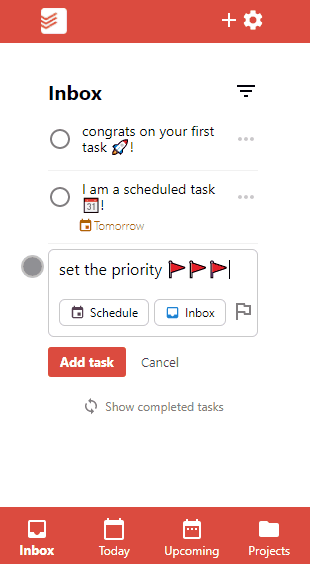 Inbox
congrats on your first
task 🚀!
I am a scheduled task
📅!
Tomorrow
set the priority 🚩🚩🚩
Schedule Inbox
Add task Cancel
Show completed tasks
Inbox Today Upcoming Projects